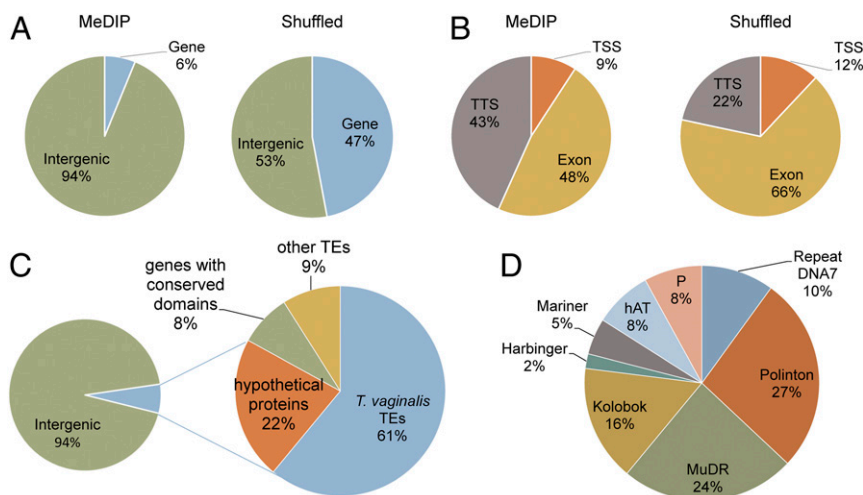 A
MeDIP
Gene
6%
Intergenic
94%
Shuffled
Intergenic
53%
Gene
47%
B
MeDIP
TSS
9%
TTS
43%
Exon
48%
Shuffled
TSS
12%
TTS
22%
Exon
66%
C
Intergenic
94%
genes with
conserved
domains
8%
other TEs
9%
hypothetical
proteins
22%
T. vaginalis
TEs
61%
D
Repeat
DNA7
10%
P
8%
hAT
8%
Mariner
5%
Harbinger
2%
Kolobok
16%
MuDR
24%
Polinton
27%